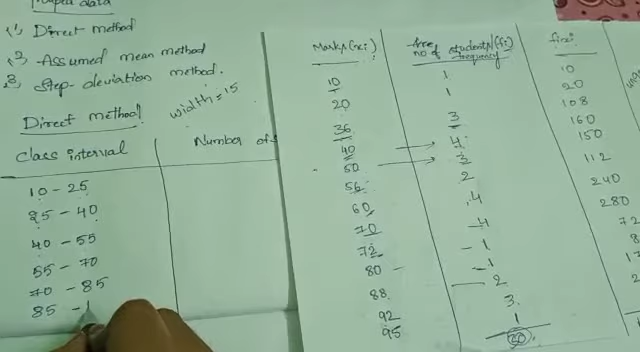 data
(1) Direct method
(2) Assumed mean method
(3) Step-deviation method.
Direct method
width = 15
Class interval
Number of
10 - 25
25 - 40
40 - 55
55 - 70
70 - 85
85 - 1
Marks (xi)
10
20
36
40
50
56
60
70
72
80
88
92
95
no of students (fi)
frequency
1
1
3
4
3
2
4
4
1
1
2
3
1
30
fixi
10
20
108
160
150
112
240
280
72